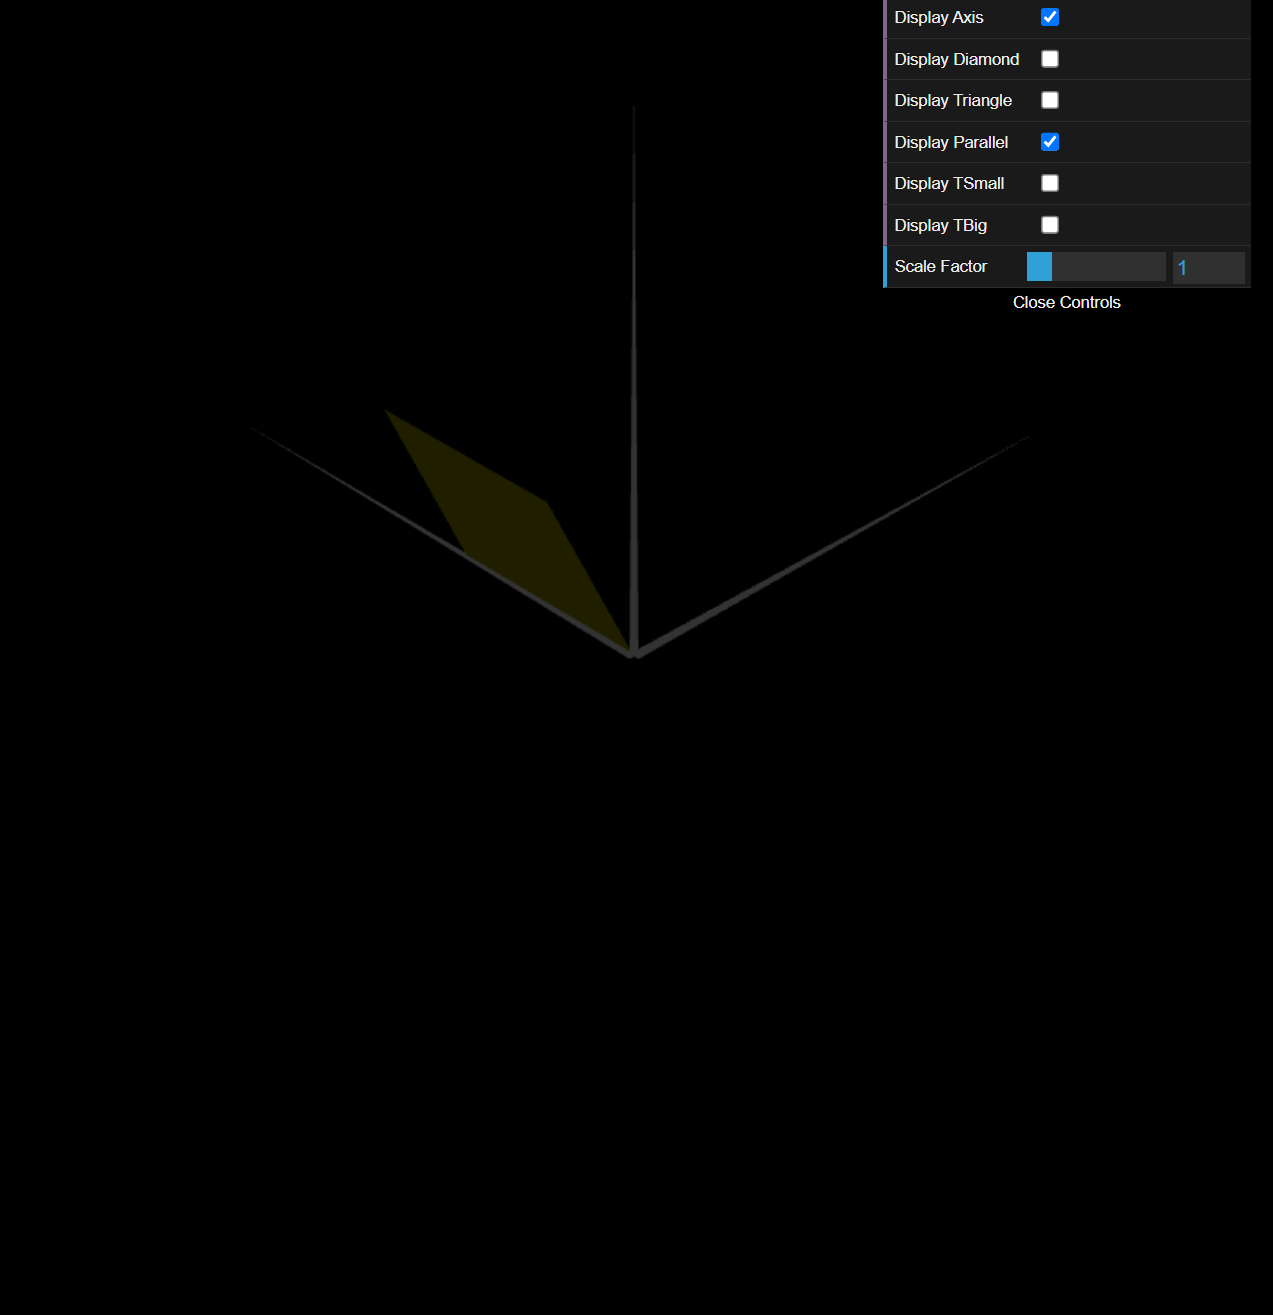 Display Axis
Display Diamond
Display Triangle
Display Parallel
Display TSmall
Display TBig
Scale Factor 1
Close Controls